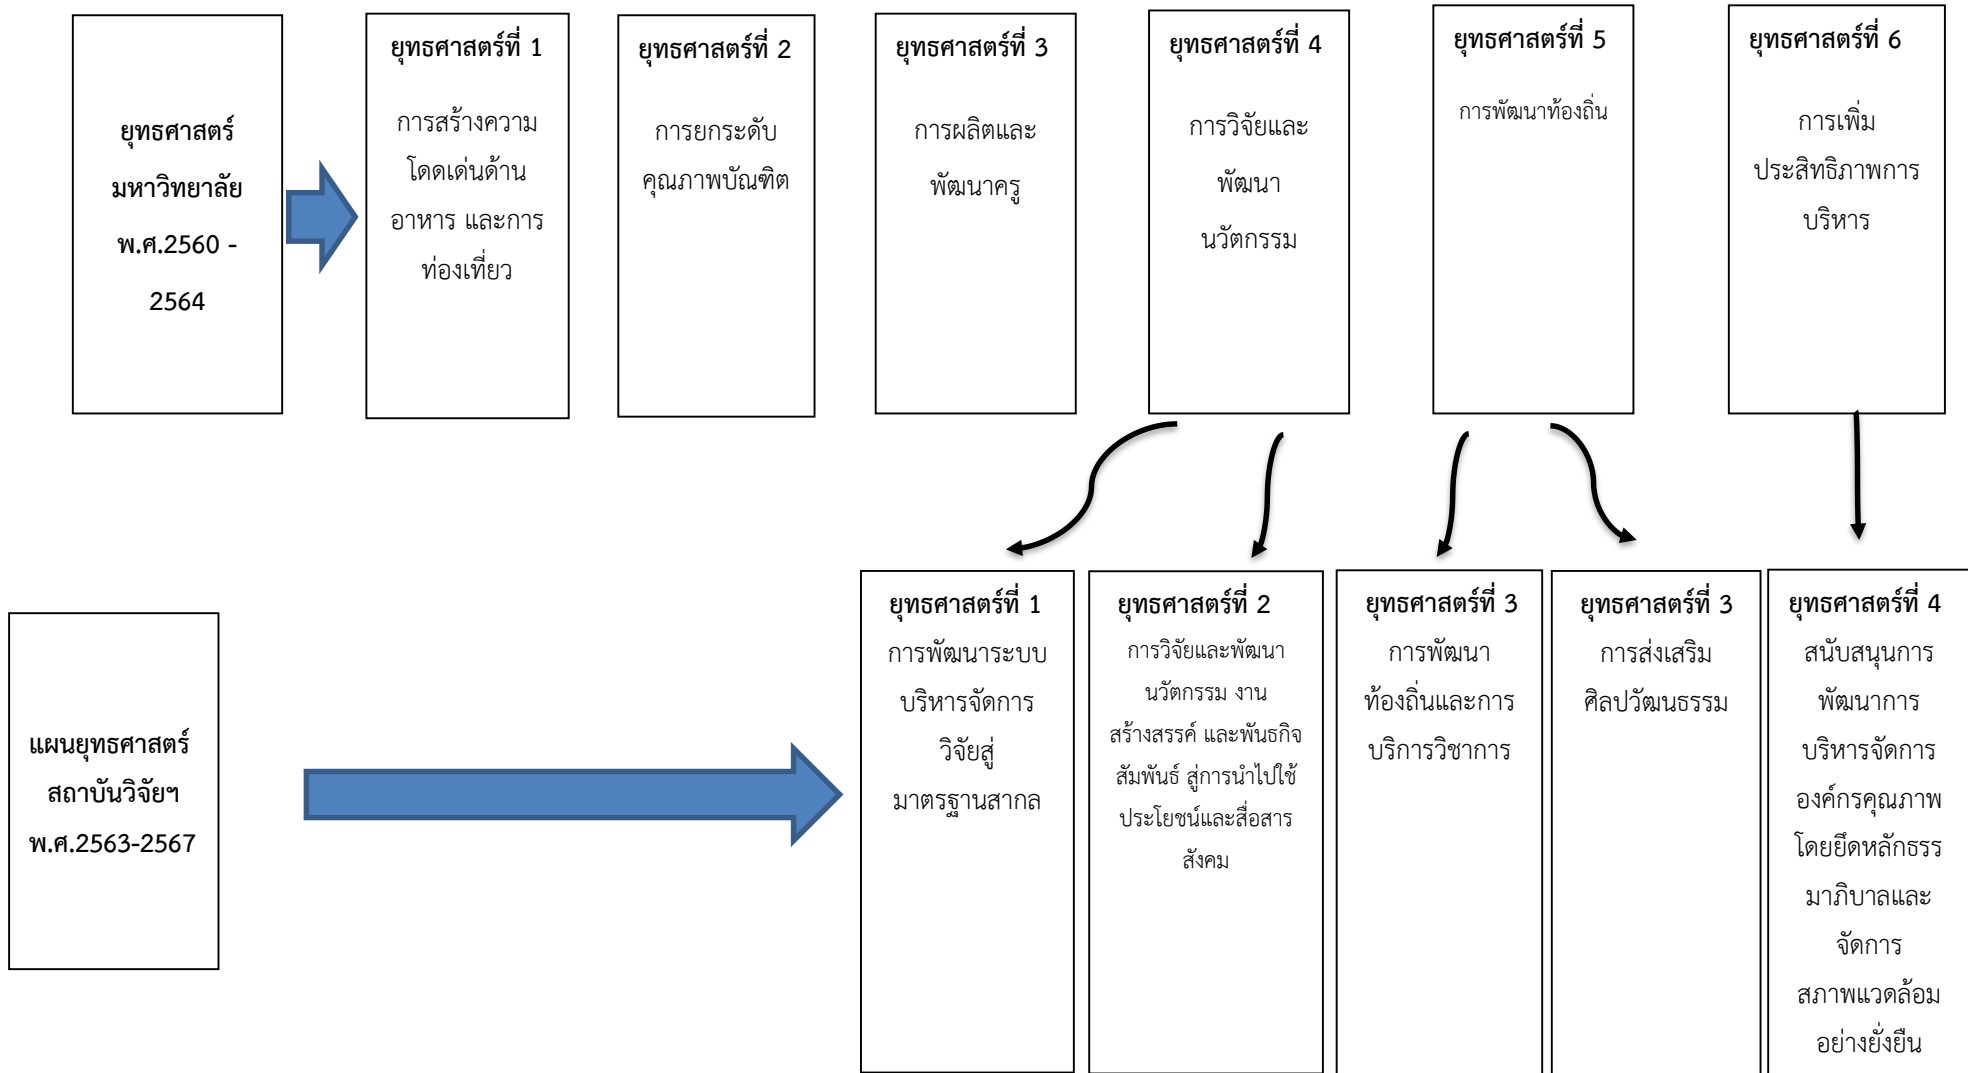 ยุทธศาสตร์
มหาวิทยาลัย
พ.ศ.2560 -
2564
ยุทธศาสตร์ที่ 1
การสร้างความ
โดดเด่นด้าน
อาหาร และการ
ท่องเที่ยว
ยุทธศาสตร์ที่ 2
การยกระดับ
คุณภาพบัณฑิต
ยุทธศาสตร์ที่ 3
การผลิตและ
พัฒนาครู
ยุทธศาสตร์ที่ 4
การวิจัยและ
พัฒนา
นวัตกรรม
ยุทธศาสตร์ที่ 5
การพัฒนาท้องถิ่น
ยุทธศาสตร์ที่ 6
การเพิ่ม
ประสิทธิภาพการ
บริหาร
แผนยุทธศาสตร์
สถาบันวิจัยฯ
พ.ศ.2563-2567
ยุทธศาสตร์ที่ 1
การพัฒนาระบบ
บริหารจัดการ
วิจัยสู่
มาตรฐานสากล
ยุทธศาสตร์ที่ 2
การวิจัยและพัฒนา
นวัตกรรม งาน
สร้างสรรค์ และพันธกิจ
สัมพันธ์ สู่การนำไปใช้
ประโยชน์และสื่อสาร
สังคม
ยุทธศาสตร์ที่ 3
การพัฒนา
ท้องถิ่นและการ
บริการวิชาการ
ยุทธศาสตร์ที่ 3
การส่งเสริม
ศิลปวัฒนธรรม
ยุทธศาสตร์ที่ 4
สนับสนุนการ
พัฒนาการ
บริหารจัดการ
องค์กรคุณภาพ
โดยยึดหลักธรร
มาภิบาลและ
จัดการ
สภาพแวดล้อม
อย่างยั่งยืน